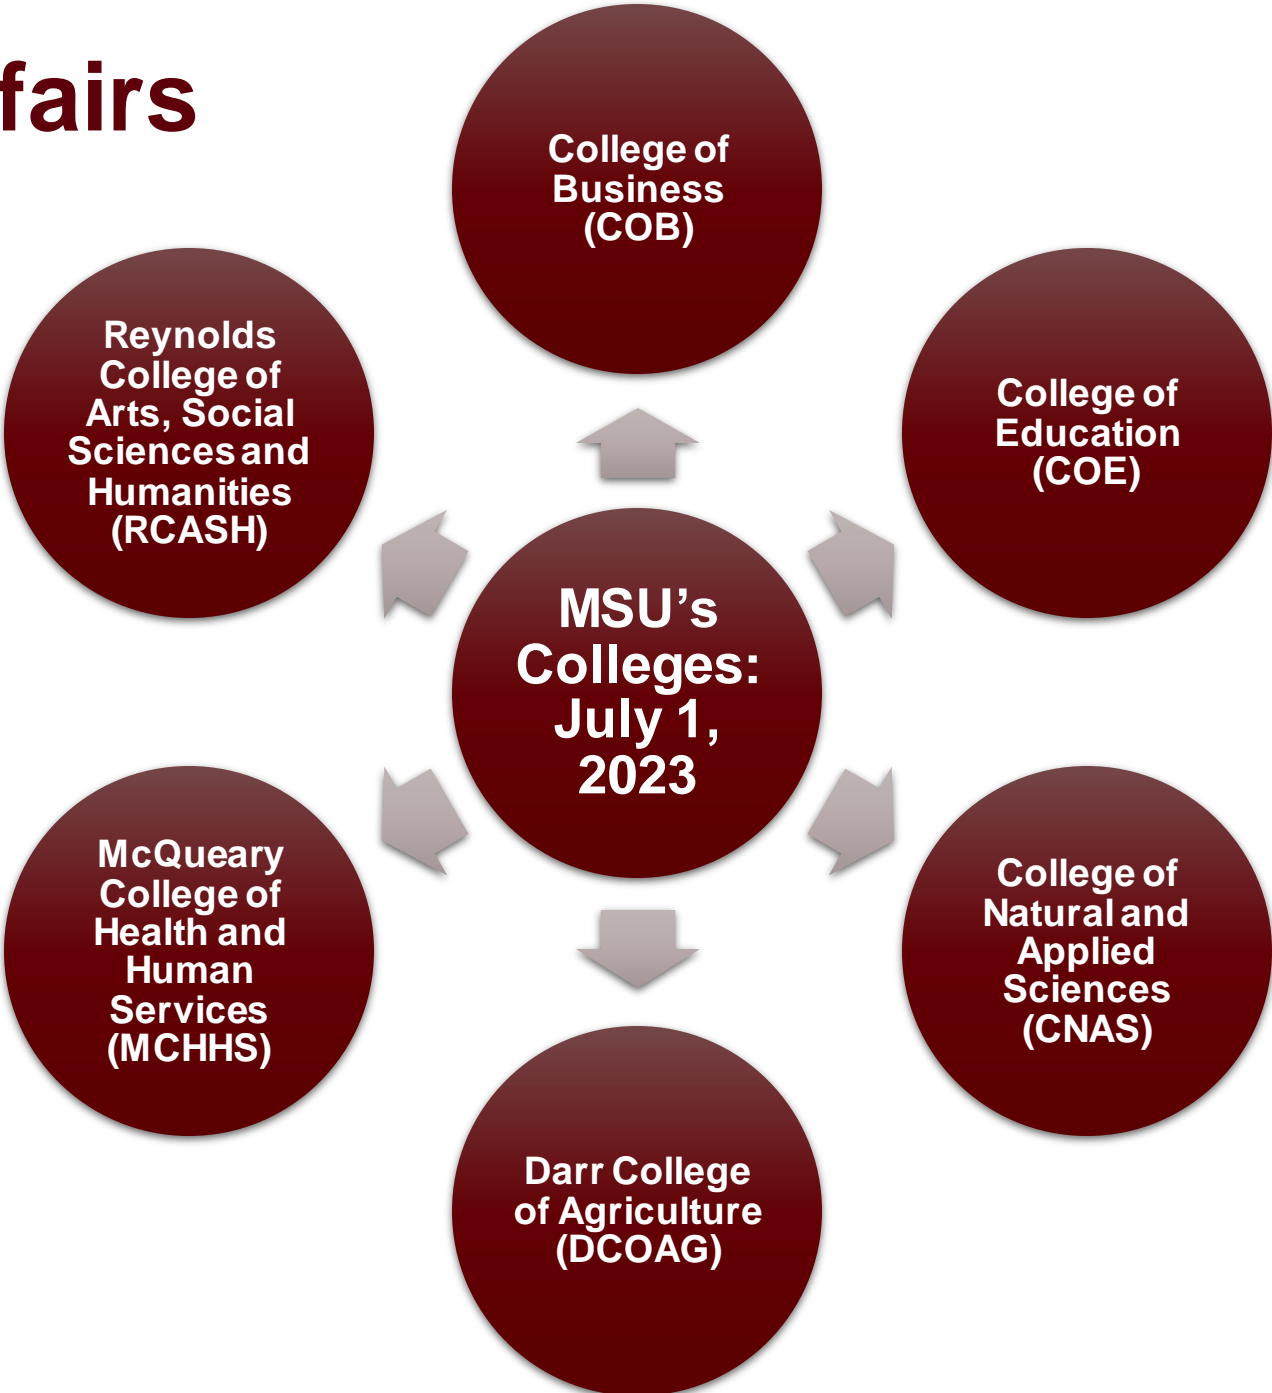 fairs
College of
Business
(COB)
College of
Education
(COE)
College of
Natural and
Applied
Sciences
(CNAS)
Darr College
of Agriculture
(DCOAG)
McQueary
College of
Health and
Human
Services
(MCHHS)
Reynolds
College of
Arts, Social
Sciences and
Humanities
(RCASH)
MSU’s
Colleges:
July 1,
2023